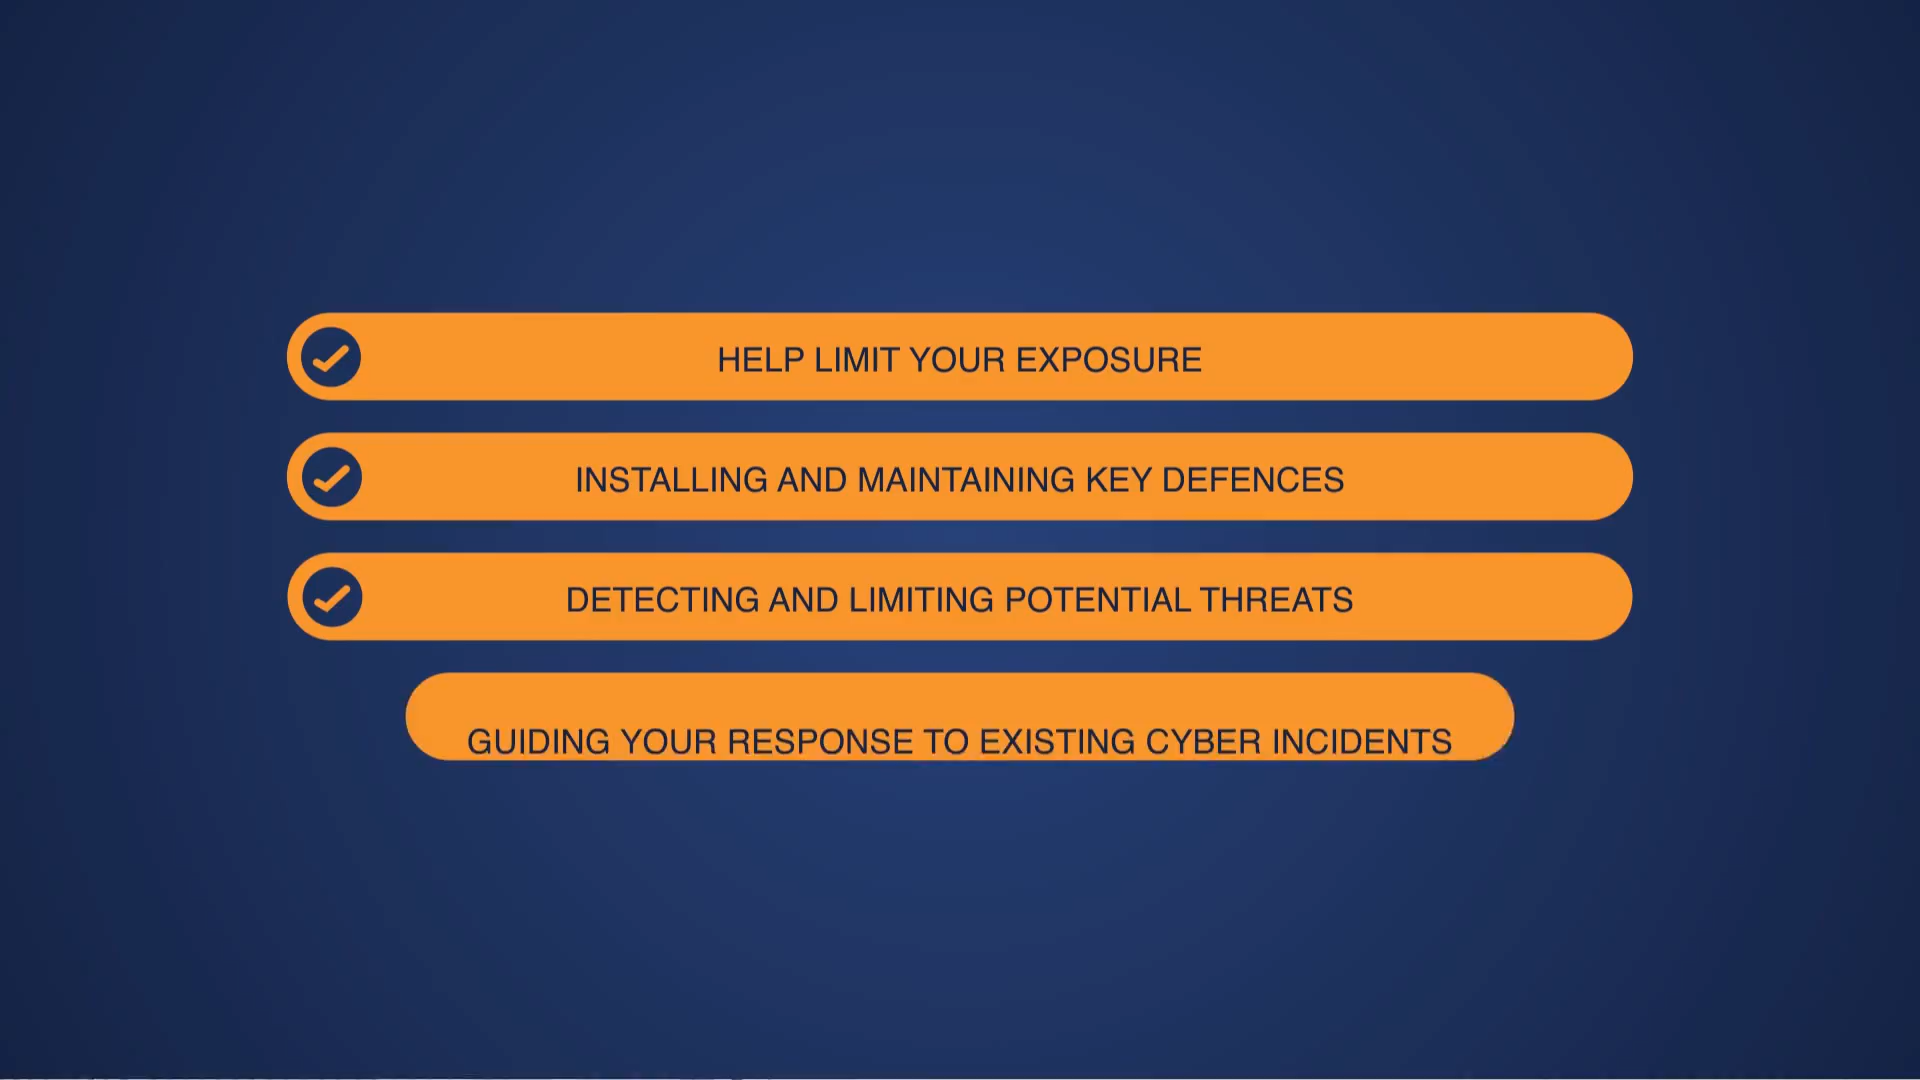 HELP LIMIT YOUR EXPOSURE
INSTALLING AND MAINTAINING KEY DEFENCES
DETECTING AND LIMITING POTENTIAL THREATS
GUIDING YOUR RESPONSE TO EXISTING CYBER INCIDENTS